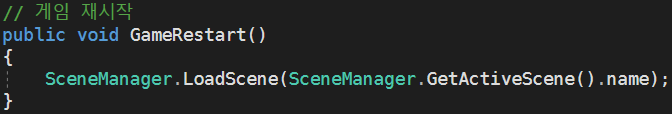 // 게임 재시작
public void GameRestart()
{
    SceneManager.LoadScene(SceneManager.GetActiveScene().name);
}